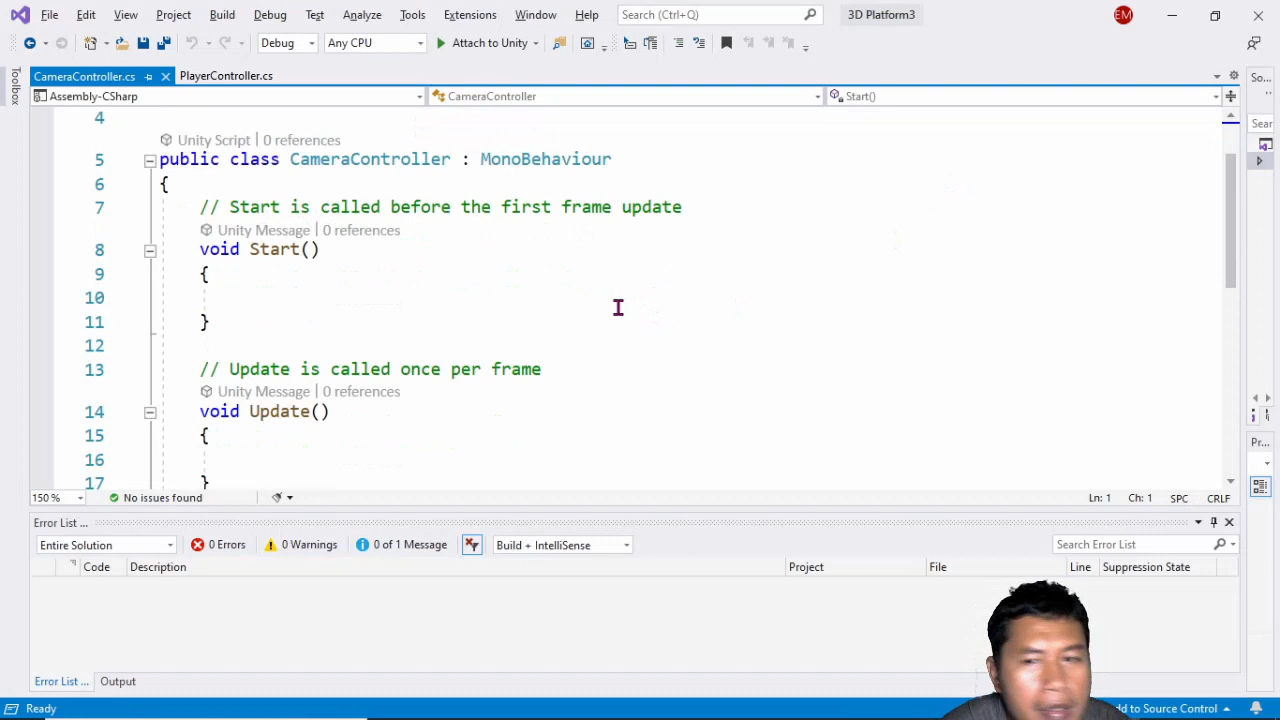 File Edit View Project Build Debug Test Analyze Tools Extensions Window Help Search (Ctrl+Q) 3D Platform3 EM
Debug Any CPU Attach to Unity
Toolbox
CameraController.cs PlayerController.cs
So...
Assembly-CSharp CameraController Start()
4
Sear
Unity Script | 0 references
5 public class CameraController : MonoBehaviour
6 {
7 // Start is called before the first frame update
Unity Message | 0 references
8 void Start()
9 {
10
11 }
12
13 // Update is called once per frame
Unity Message | 0 references
14 void Update()
15 {
16
17 }
Pr...
150 % No issues found Ln: 1 Ch: 1 SPC CRLF
Error List ...
Entire Solution 0 Errors 0 Warnings 0 of 1 Message Build + IntelliSense Search Error List
Code Description Project File Line Suppression State
Error List ... Output
Ready dd to Source Control